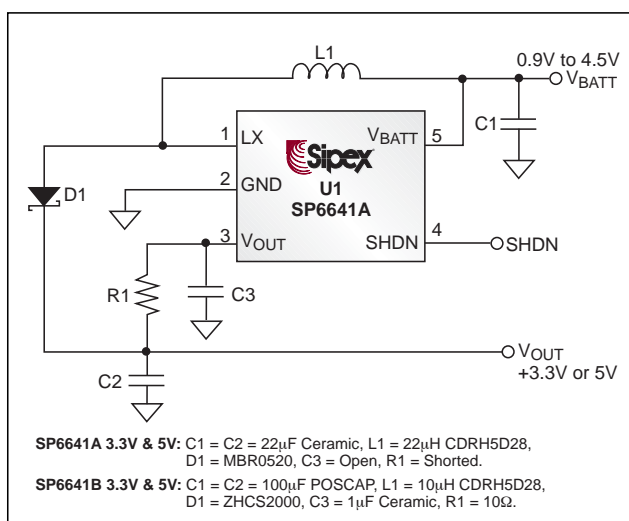 L1
0.9V to 4.5V
VBATT
1 LX
VBATT 5
C1
Sipex
2 GND
U1
SP6641A
D1
3 VOUT
SHDN 4
SHDN
R1
C3
VOUT
+3.3V or 5V
C2
SP6641A 3.3V & 5V: C1 = C2 = 22μF Ceramic, L1 = 22μH CDRH5D28,
D1 = MBR0520, C3 = Open, R1 = Shorted.
SP6641B 3.3V & 5V: C1 = C2 = 100μF POSCAP, L1 = 10μH CDRH5D28,
D1 = ZHCS2000, C3 = 1μF Ceramic, R1 = 10Ω.